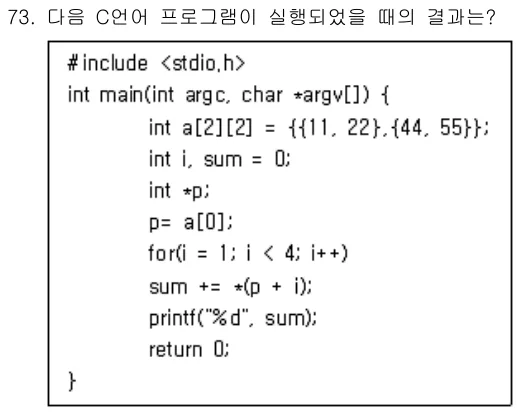 73. 다음 C언어 프로그램이 실행되었을 때의 결과는?
#include <stdio.h>
int main(int argc, char *argv[]) {
int a[2][2] = {{11, 22},{44, 55}};
int i, sum = 0;
int *p;
p= a[0];
for(i = 1; i < 4; i++)
sum += *(p + i);
printf("%d", sum);
return 0;
}